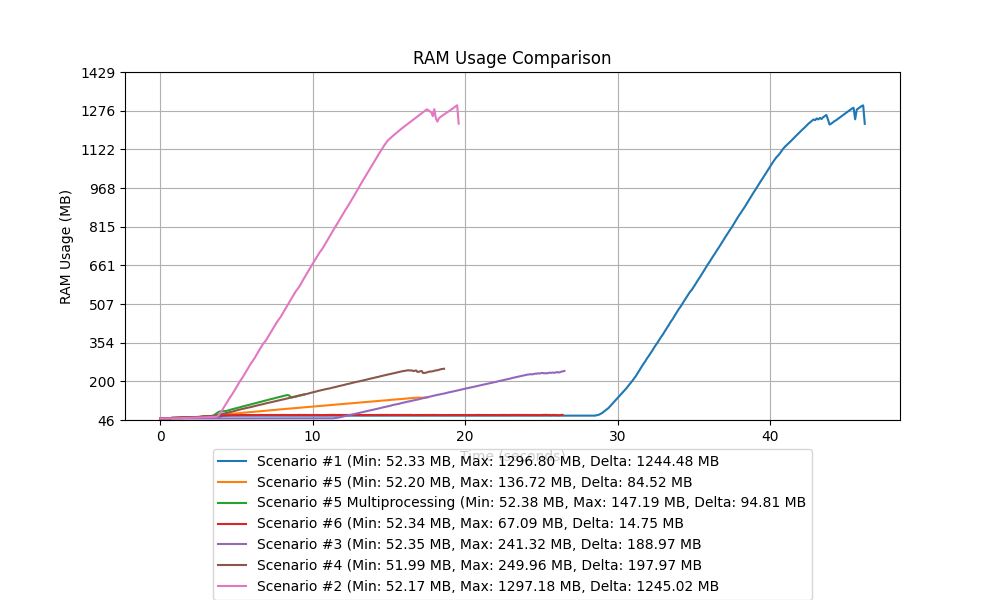 RAM Usage Comparison
1429
1276
1122
968
815
661
507
354
200
46
RAM Usage (MB)
0 10 20 30 40
Time (seconds)
Scenario #1 (Min: 52.33 MB, Max: 1296.80 MB, Delta: 1244.48 MB
Scenario #5 (Min: 52.20 MB, Max: 136.72 MB, Delta: 84.52 MB
Scenario #5 Multiprocessing (Min: 52.38 MB, Max: 147.19 MB, Delta: 94.81 MB
Scenario #6 (Min: 52.34 MB, Max: 67.09 MB, Delta: 14.75 MB
Scenario #3 (Min: 52.35 MB, Max: 241.32 MB, Delta: 188.97 MB
Scenario #4 (Min: 51.99 MB, Max: 249.96 MB, Delta: 197.97 MB
Scenario #2 (Min: 52.17 MB, Max: 1297.18 MB, Delta: 1245.02 MB